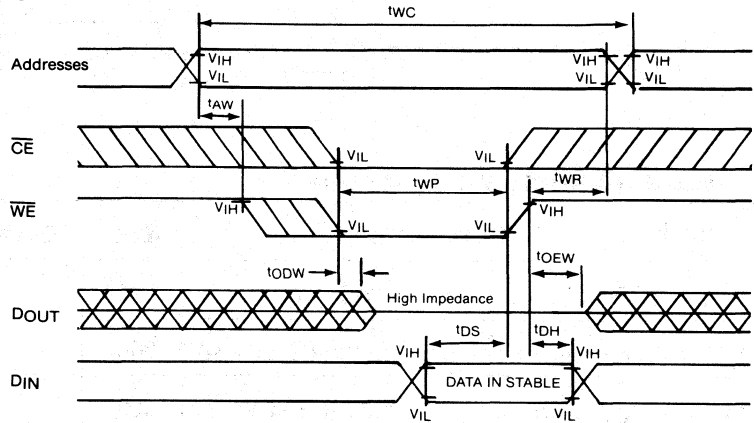 tWC
Addresses
VIH VIH VIH
VIL VIL VIL
tAW
CE VIL VIL
tWP tWR
WE VIH VIH
VIL VIL
tODW tOEW
DOUT High Impedance
tDS tDH
VIH VIH
DIN DATA IN STABLE
VIL VIL